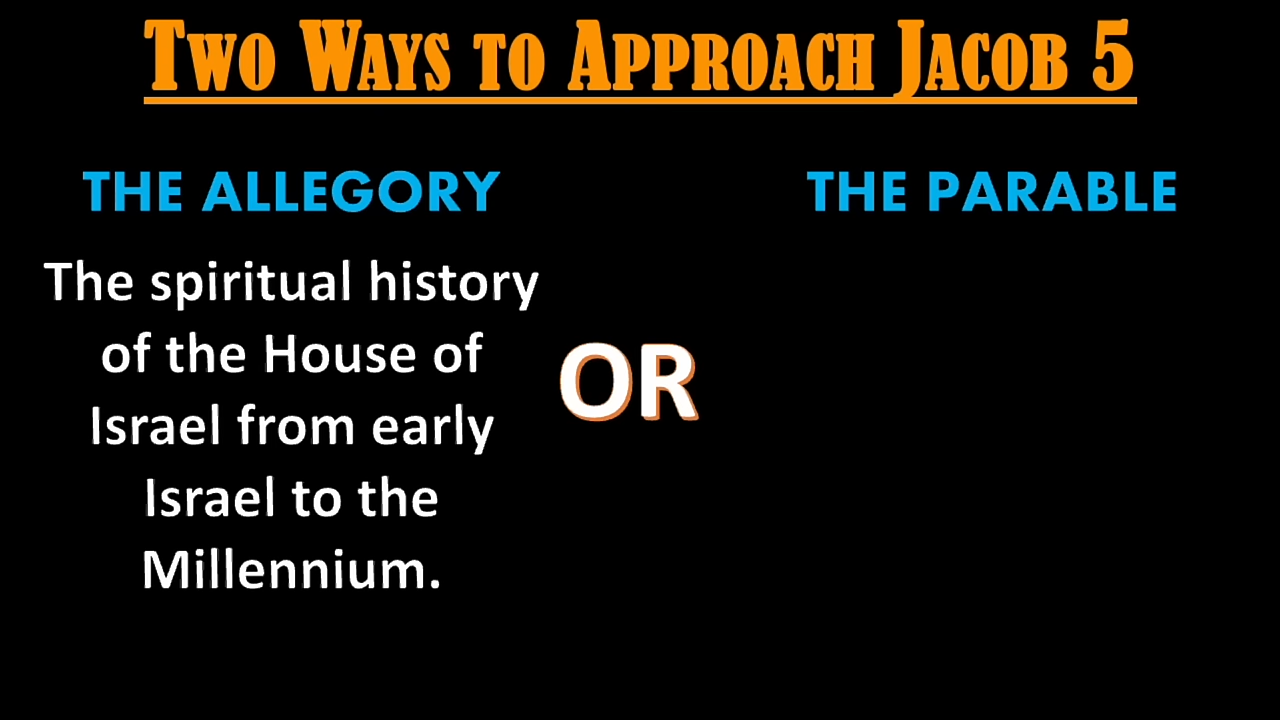 Two Ways to Approach Jacob 5
THE ALLEGORY
The spiritual history
of the House of
Israel from early
Israel to the
Millennium.
OR
THE PARABLE